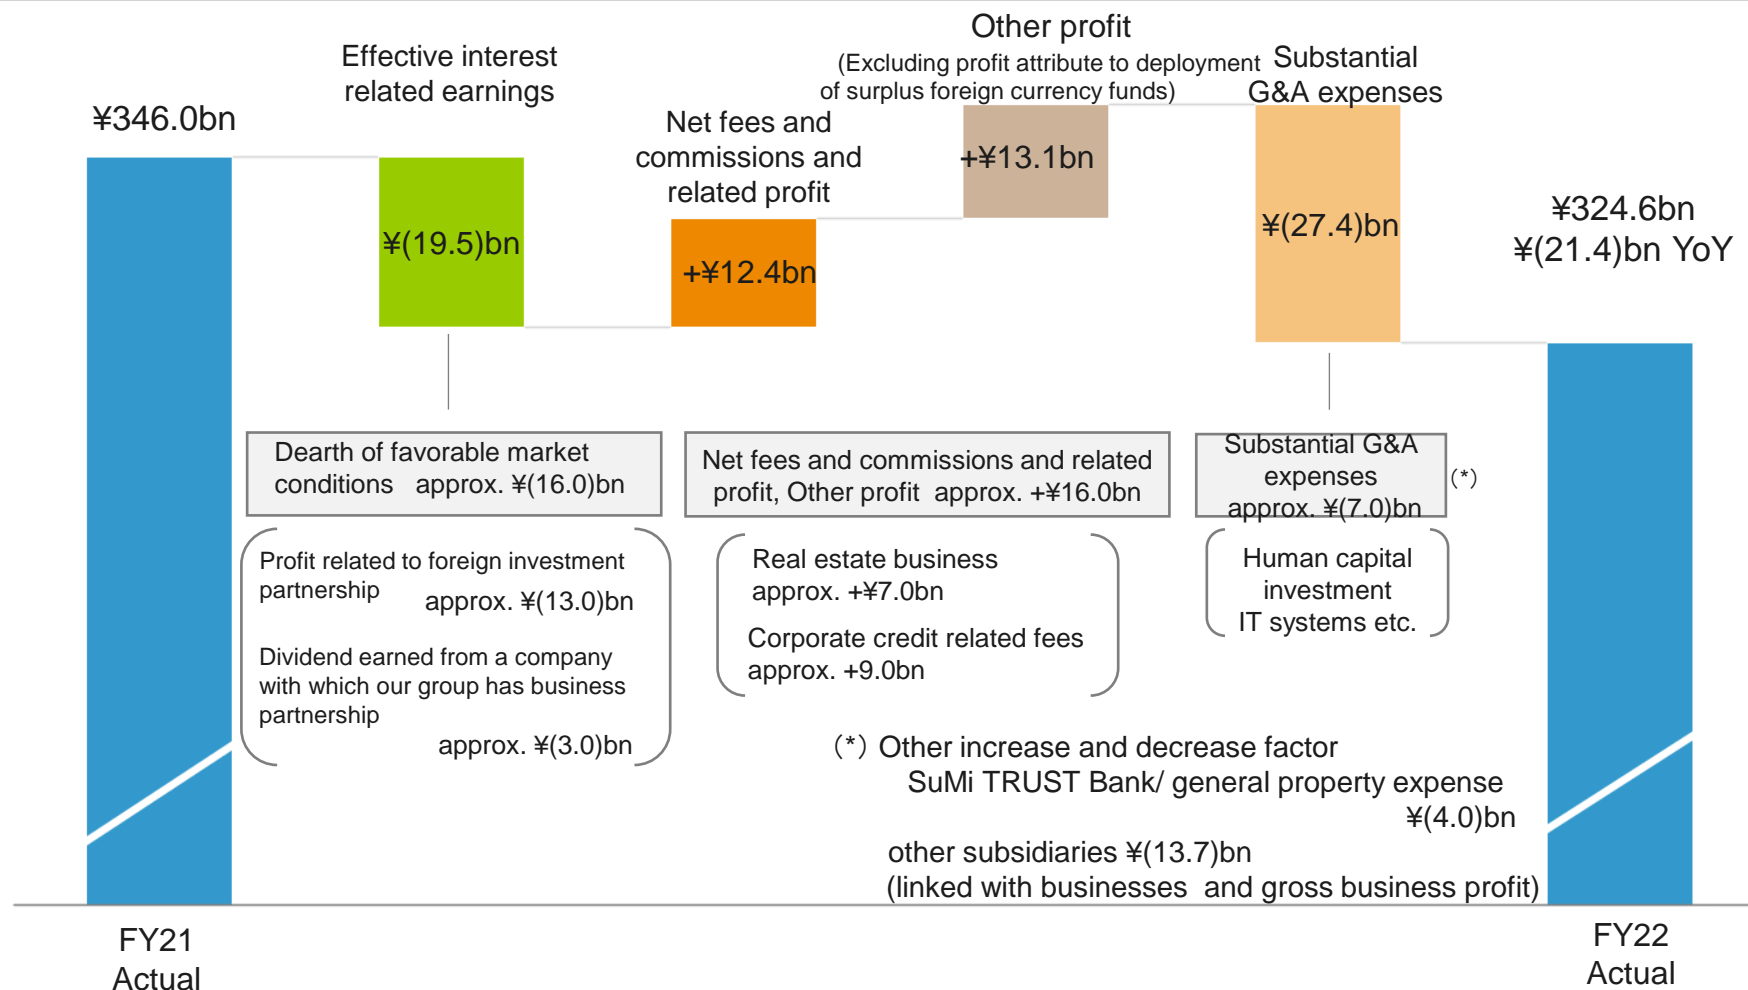 ¥346.0bn
Effective interest
related earnings
¥(19.5)bn
Net fees and
commissions and
related profit
+¥12.4bn
Other profit
(Excluding profit attribute to deployment
of surplus foreign currency funds)
+¥13.1bn
Substantial
G&A expenses
¥(27.4)bn
¥324.6bn
¥(21.4)bn YoY
Dearth of favorable market
conditions approx. ¥(16.0)bn
Profit related to foreign investment
partnership
approx. ¥(13.0)bn
Dividend earned from a company
with which our group has business
partnership
approx. ¥(3.0)bn
Net fees and commissions and related
profit, Other profit approx. +¥16.0bn
Real estate business
approx. +¥7.0bn
Corporate credit related fees
approx. +9.0bn
Substantial G&A
expenses
approx. ¥(7.0)bn
(*)
Human capital
investment
IT systems etc.
(*) Other increase and decrease factor
SuMi TRUST Bank/ general property expense
¥(4.0)bn
other subsidiaries ¥(13.7)bn
(linked with businesses and gross business profit)
FY21
Actual
FY22
Actual